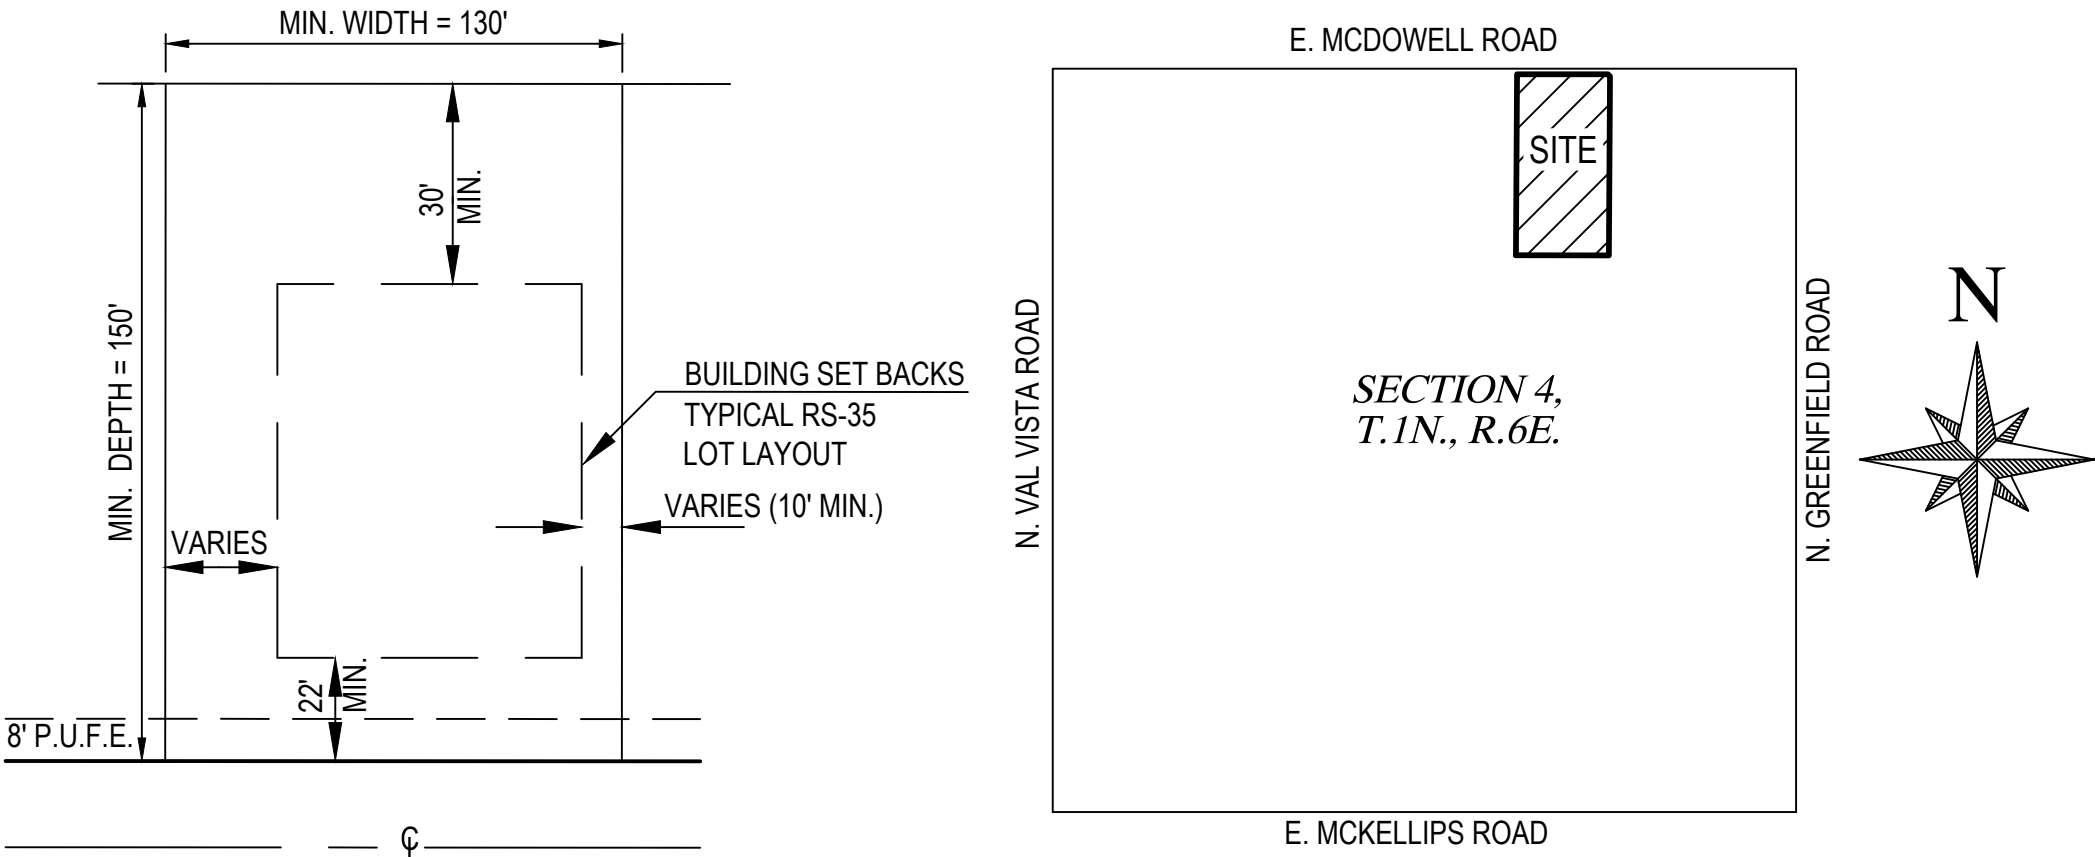 MIN. WIDTH = 130'
30'
MIN.
MIN. DEPTH = 150'
BUILDING SET BACKS
TYPICAL RS-35
LOT LAYOUT
VARIES (10' MIN.)
VARIES
22'
MIN.
8' P.U.F.E.
℄
E. MCDOWELL ROAD
SITE
N. VAL VISTA ROAD
SECTION 4,
T.1N., R.6E.
N. GREENFIELD ROAD
E. MCKELLIPS ROAD
N